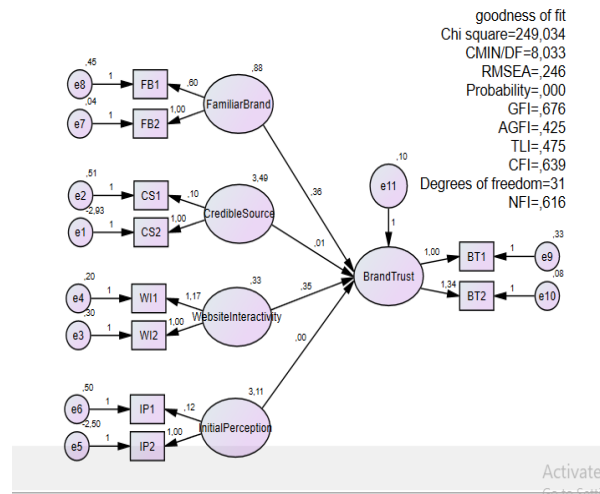 goodness of fit
Chi square=249,034
CMIN/DF=8,033
RMSEA=,246
Probability=,000
GFI=,676
AGFI=,425
TLI=,475
CFI=,639
Degrees of freedom=31
NFI=,616
,45
e8
1
FB1
,60
,88
FamiliarBrand
,04
e7
1
FB2
1,00
,51
e2
1
CS1
,10
3,49
CredibleSource
-2,93
e1
1
CS2
1,00
,20
e4
1
WI1
1,17
,33
WebsiteInteractivity
,30
e3
1
WI2
1,00
,50
e6
1
IP1
,12
3,11
InitialPerception
-2,50
e5
1
IP2
1,00
,36
,01
,35
,00
,10
e11
1
BrandTrust
1,00
BT1
1
,33
e9
1,34
BT2
1
,08
e10
Activate